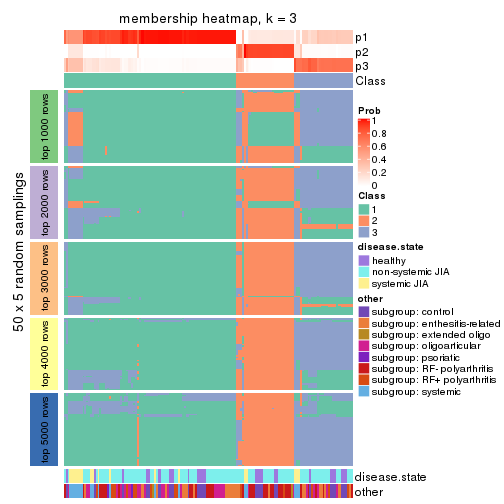 membership heatmap, k = 3
p1
p2
p3
Class
50 x 5 random samplings
top 1000 rows
top 2000 rows
top 3000 rows
top 4000 rows
top 5000 rows
Prob
1
0.8
0.6
0.4
0.2
0
Class
1
2
3
disease.state
healthy
non-systemic JIA
systemic JIA
other
subgroup: control
subgroup: enthesitis-related
subgroup: extended oligo
subgroup: oligoarticular
subgroup: psoriatic
subgroup: RF- polyarthritis
subgroup: RF+ polyarthritis
subgroup: systemic
disease.state
other